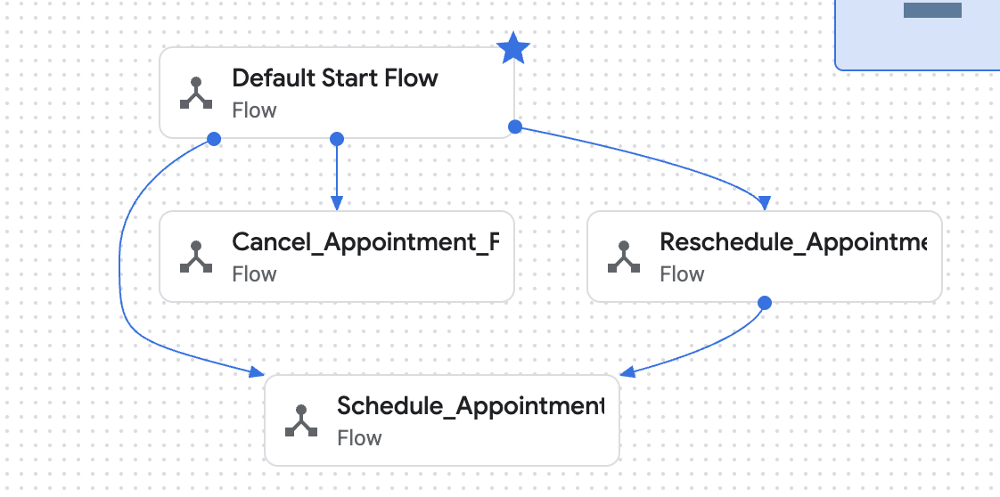 Default Start Flow
Flow
Cancel_Appointment_F
Flow
Reschedule_Appointme
Flow
Schedule_Appointment
Flow